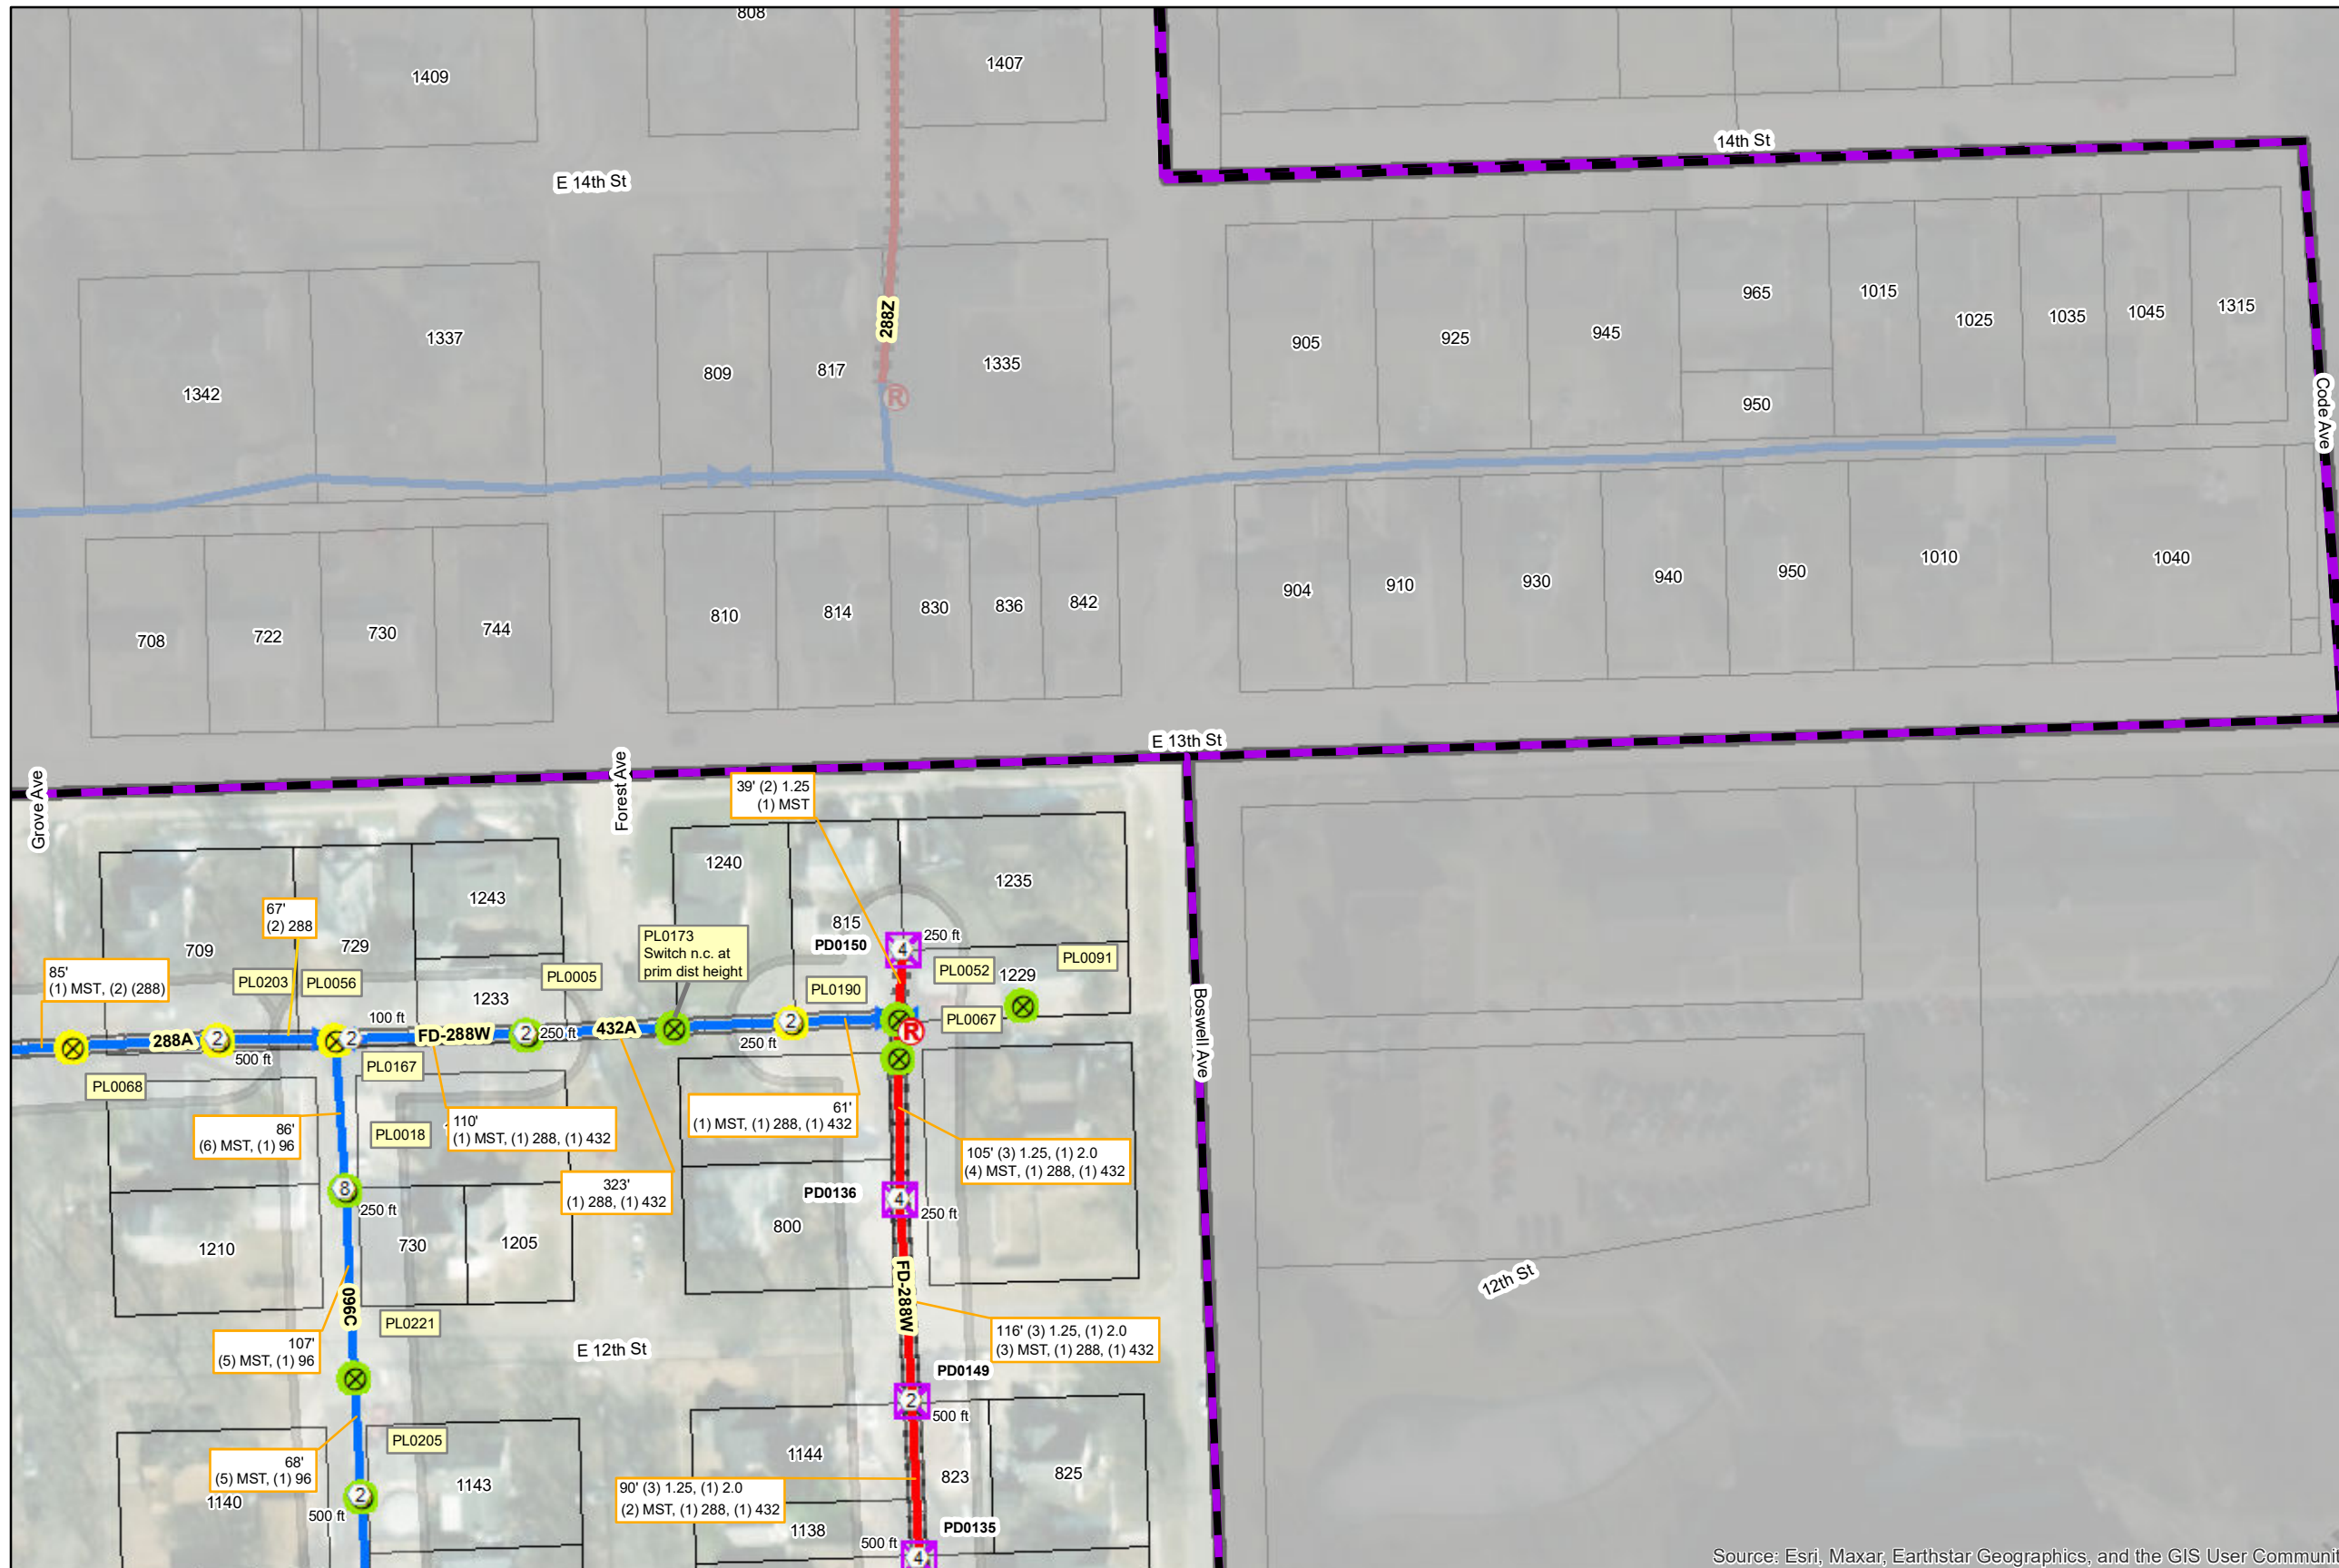 808
1409
1407
14th St
E 14th St
288Z
965
1015
1025
1035
1045
1315
1337
905
925
945
809
817
1335
1342
950
Code Ave
R
904
910
930
940
950
1010
1040
810
814
830
836
842
708
722
730
744
E 13th St
Grove Ave
Forest Ave
39' (2) 1.25
(1) MST
1240
1235
1243
67'
(2) 288
709
729
815
PL0173
Switch n.c. at
prim dist height
PD0150
4
250 ft
PL0091
85'
(1) MST, (2) (288)
PL0203
PL0056
PL0005
PL0052
1229
1233
PL0190
100 ft
PL0067
288A
2
2
FD-288W
2
250 ft
432A
2
R
500 ft
250 ft
Boswell Ave
PL0068
PL0167
86'
(6) MST, (1) 96
PL0018
110'
(1) MST, (1) 288, (1) 432
61'
(1) MST, (1) 288, (1) 432
105' (3) 1.25, (1) 2.0
(4) MST, (1) 288, (1) 432
323'
(1) 288, (1) 432
8
250 ft
PD0136
4
250 ft
1210
730
1205
800
12th St
096C
FD-288W
PL0221
107'
(5) MST, (1) 96
E 12th St
116' (3) 1.25, (1) 2.0
(3) MST, (1) 288, (1) 432
PD0149
2
500 ft
PL0205
68'
(5) MST, (1) 96
1144
823
825
1143
1140
2
500 ft
90' (3) 1.25, (1) 2.0
(2) MST, (1) 288, (1) 432
1138
PD0135
500 ft
4
Source: Esri, Maxar, Earthstar Geographics, and the GIS User Communit